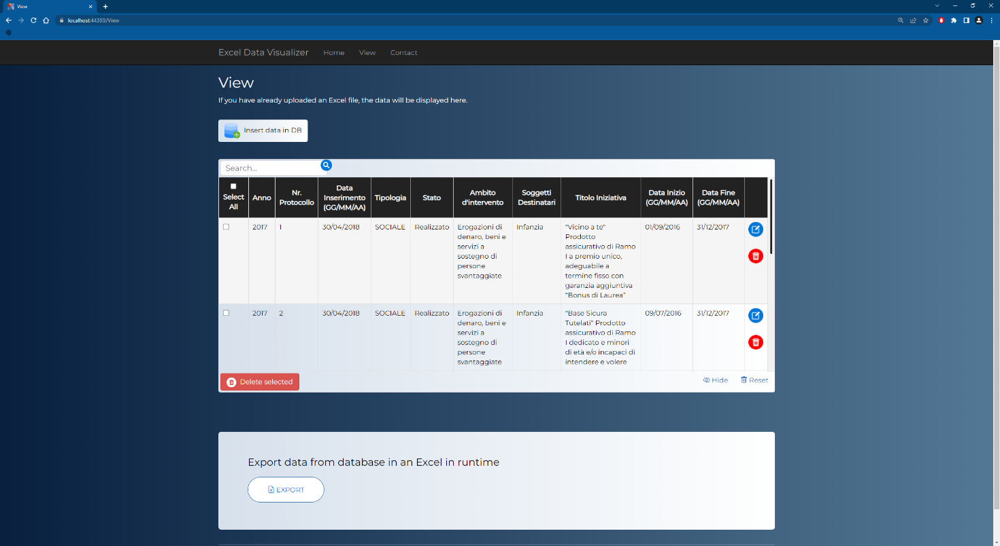 View
localhost:44359/View
Excel Data Visualizer
Home
View
Contact
View
If you have already uploaded an Excel file, the data will be displayed here.
Insert data in DB
Search...
Select
All
Anno
Nr.
Protocollo
Data
Inserimento
(GG/MM/AA)
Tipologia
Stato
Ambito
d'intervento
Soggetti
Destinatari
Titolo Iniziativa
Data Inizio
(GG/MM/AA)
Data Fine
(GG/MM/AA)
2017
1
30/04/2018
SOCIALE
Realizzato
Erogazioni di
denaro, beni e
servizi a
sostegno di
persone
svantaggiate
Infanzia
"Vicino a te"
Prodotto
assicurativo di Ramo
I a premio unico,
adeguabile a
termine fisso con
garanzia aggiuntiva
“Bonus di Laurea”
01/09/2016
31/12/2017
2017
2
30/04/2018
SOCIALE
Realizzato
Erogazioni di
denaro, beni e
servizi a
sostegno di
persone
svantaggiate
Infanzia
"Base Sicura
Tutelati" Prodotto
assicurativo di Ramo
I dedicato e minori
di età e/o incapaci di
intendere e volere
09/07/2016
31/12/2017
Delete selected
Hide
Reset
Export data from database in an Excel in runtime
EXPORT